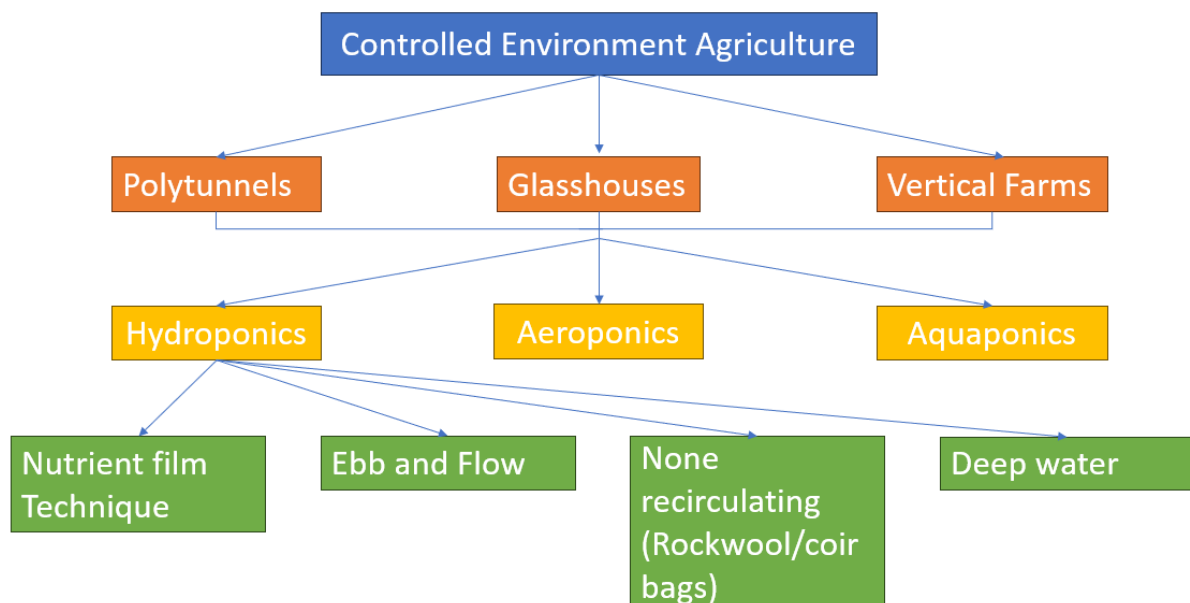 Controlled Environment Agriculture
Polytunnels
Glasshouses
Vertical Farms
Hydroponics
Aeroponics
Aquaponics
Nutrient film
Technique
Ebb and Flow
None
recirculating
(Rockwool/coir
bags)
Deep water